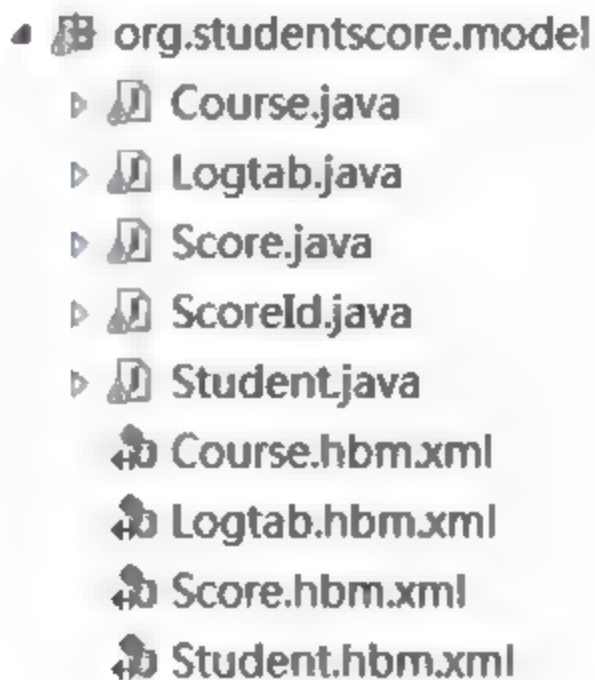 org.studentscore.model
Course.java
Logtab.java
Score.java
ScoreId.java
Student.java
Course.hbm.xml
Logtab.hbm.xml
Score.hbm.xml
Student.hbm.xml